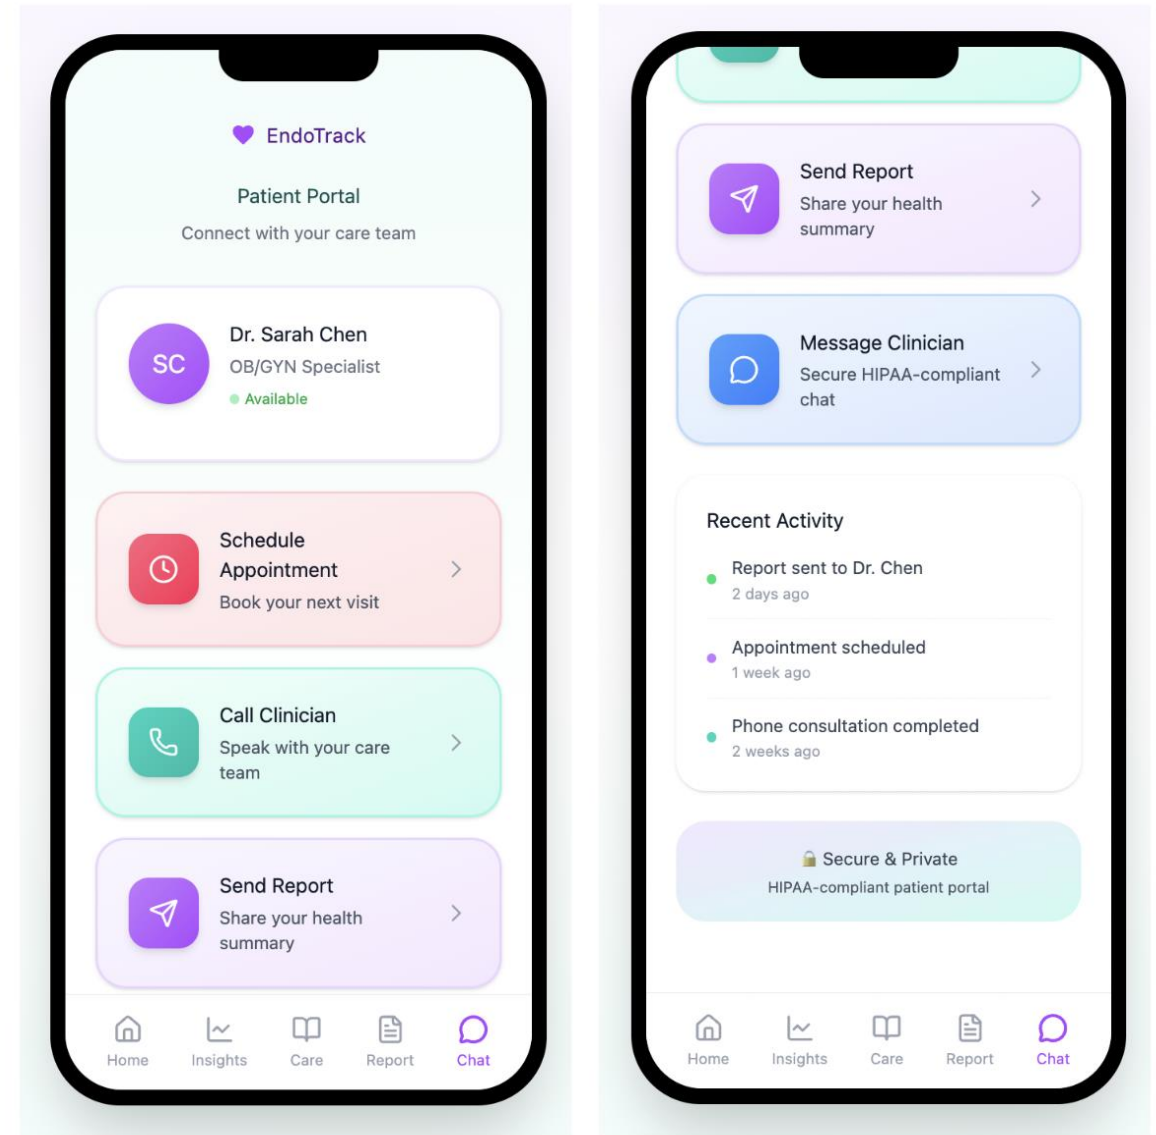 EndoTrack
Patient Portal
Connect with your care team
SC
Dr. Sarah Chen
OB/GYN Specialist
Available
Schedule
Appointment
Book your next visit
Call Clinician
Speak with your care
team
Send Report
Share your health
summary
Home
Insights
Care
Report
Chat
Send Report
Share your health
summary
Message Clinician
Secure HIPAA-compliant
chat
Recent Activity
Report sent to Dr. Chen
2 days ago
Appointment scheduled
1 week ago
Phone consultation completed
2 weeks ago
🔒 Secure & Private
HIPAA-compliant patient portal
Home
Insights
Care
Report
Chat